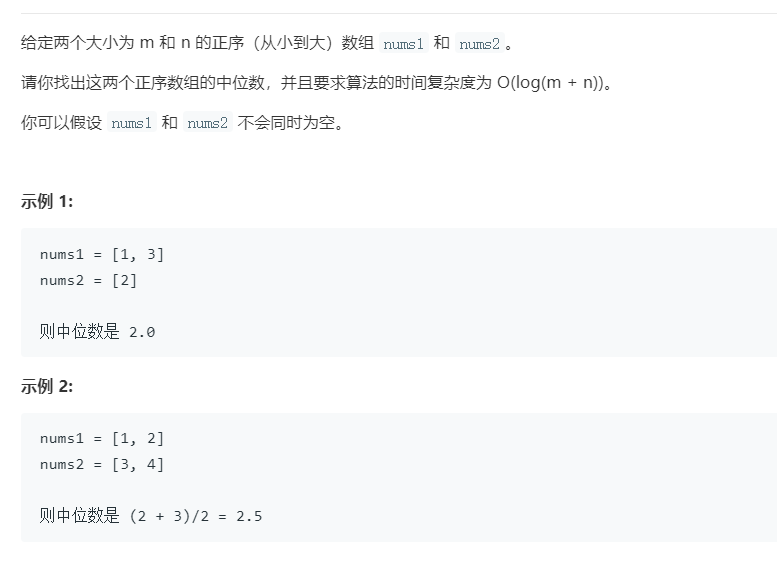 给定两个大小为 m 和 n 的正序（从小到大）数组 nums1 和 nums2。
请你找出这两个正序数组的中位数，并且要求算法的时间复杂度为 O(log(m + n))。
你可以假设 nums1 和 nums2 不会同时为空。
示例 1:
nums1 = [1, 3]
nums2 = [2]
则中位数是 2.0
示例 2:
nums1 = [1, 2]
nums2 = [3, 4]
则中位数是 (2 + 3)/2 = 2.5